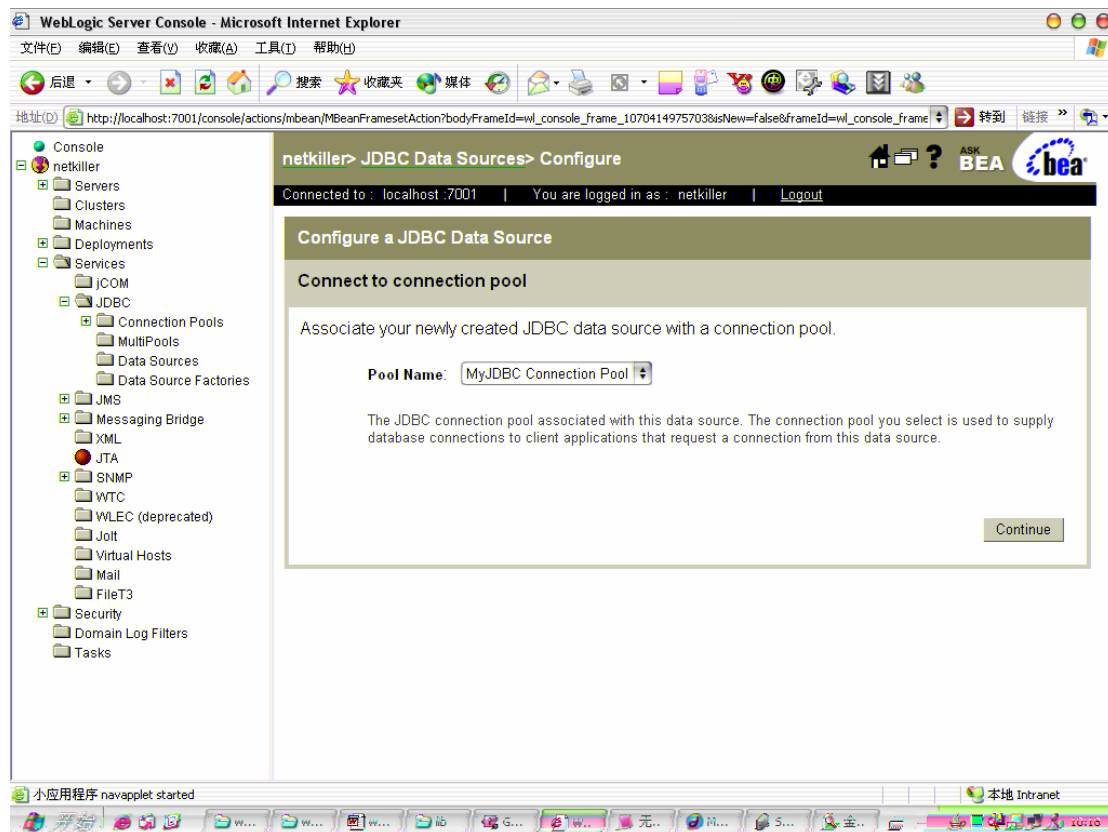 WebLogic Server Console - Microsoft Internet Explorer
文件(F) 编辑(E) 查看(V) 收藏(A) 工具(T) 帮助(H)
后退 搜索 收藏夹 媒体
地址(D) http://localhost:7001/console/actions/mbean/MBeanFramesetAction?bodyFrameId=wl_console_frame_1070414975703&isNew=false&frameId=wl_console_frame 转到 链接 »
Console
netkiller
Servers
Clusters
Machines
Deployments
Services
jCOM
JDBC
Connection Pools
MultiPools
Data Sources
Data Source Factories
JMS
Messaging Bridge
XML
JTA
SNMP
WTC
WLEC (deprecated)
Jolt
Virtual Hosts
Mail
FileT3
Security
Domain Log Filters
Tasks
netkiller> JDBC Data Sources> Configure
? ASK BEA bea
Connected to : localhost :7001 | You are logged in as : netkiller | Logout
Configure a JDBC Data Source
Connect to connection pool
Associate your newly created JDBC data source with a connection pool.
Pool Name: MyJDBC Connection Pool
The JDBC connection pool associated with this data source. The connection pool you select is used to supply
database connections to client applications that request a connection from this data source.
Continue
小应用程序 navapplet started 本地 Intranet
开始 w... w... w... lib G... w... 无.. M... S... 金..